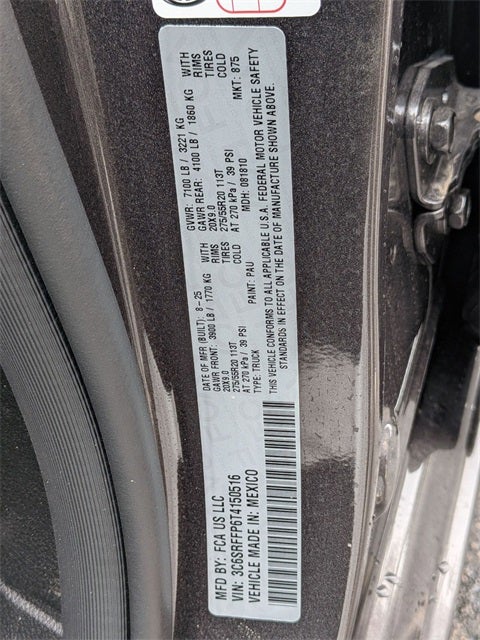 MFD BY: FCA US LLC
VIN: 3C6SRFFP6T4150516
VEHICLE MADE IN: MEXICO
DATE OF MFR (BUILT): 8-25
GAWR FRONT: 3900 LB / 1770 KG WITH
20X9.0 RIMS
275/55R20 113T TIRES
AT 270 kPa / 39 PSI COLD
TYPE: TRUCK PAINT: PAU
GVWR: 7100 LB / 3221 KG
GAWR REAR: 4100 LB / 1860 KG WITH
20X9.0 RIMS
275/55R20 113T TIRES
AT 270 kPa / 39 PSI COLD
MDH: 081810 MKT: 875
THIS VEHICLE CONFORMS TO ALL APPLICABLE U.S.A. FEDERAL MOTOR VEHICLE SAFETY
STANDARDS IN EFFECT ON THE DATE OF MANUFACTURE SHOWN ABOVE.